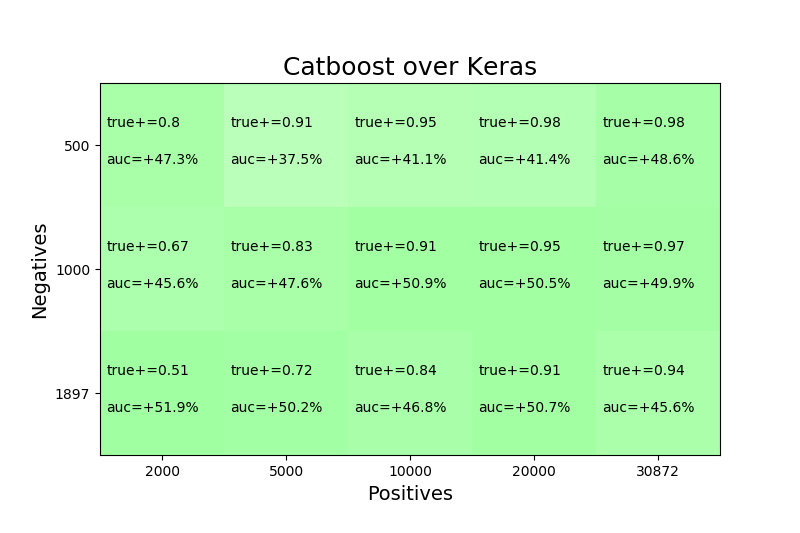 Catboost over Keras
true+=0.8 true+=0.91 true+=0.95 true+=0.98 true+=0.98
500
auc=+47.3% auc=+37.5% auc=+41.1% auc=+41.4% auc=+48.6%
true+=0.67 true+=0.83 true+=0.91 true+=0.95 true+=0.97
1000
auc=+45.6% auc=+47.6% auc=+50.9% auc=+50.5% auc=+49.9%
true+=0.51 true+=0.72 true+=0.84 true+=0.91 true+=0.94
1897
auc=+51.9% auc=+50.2% auc=+46.8% auc=+50.7% auc=+45.6%
Negatives
2000 5000 10000 20000 30872
Positives